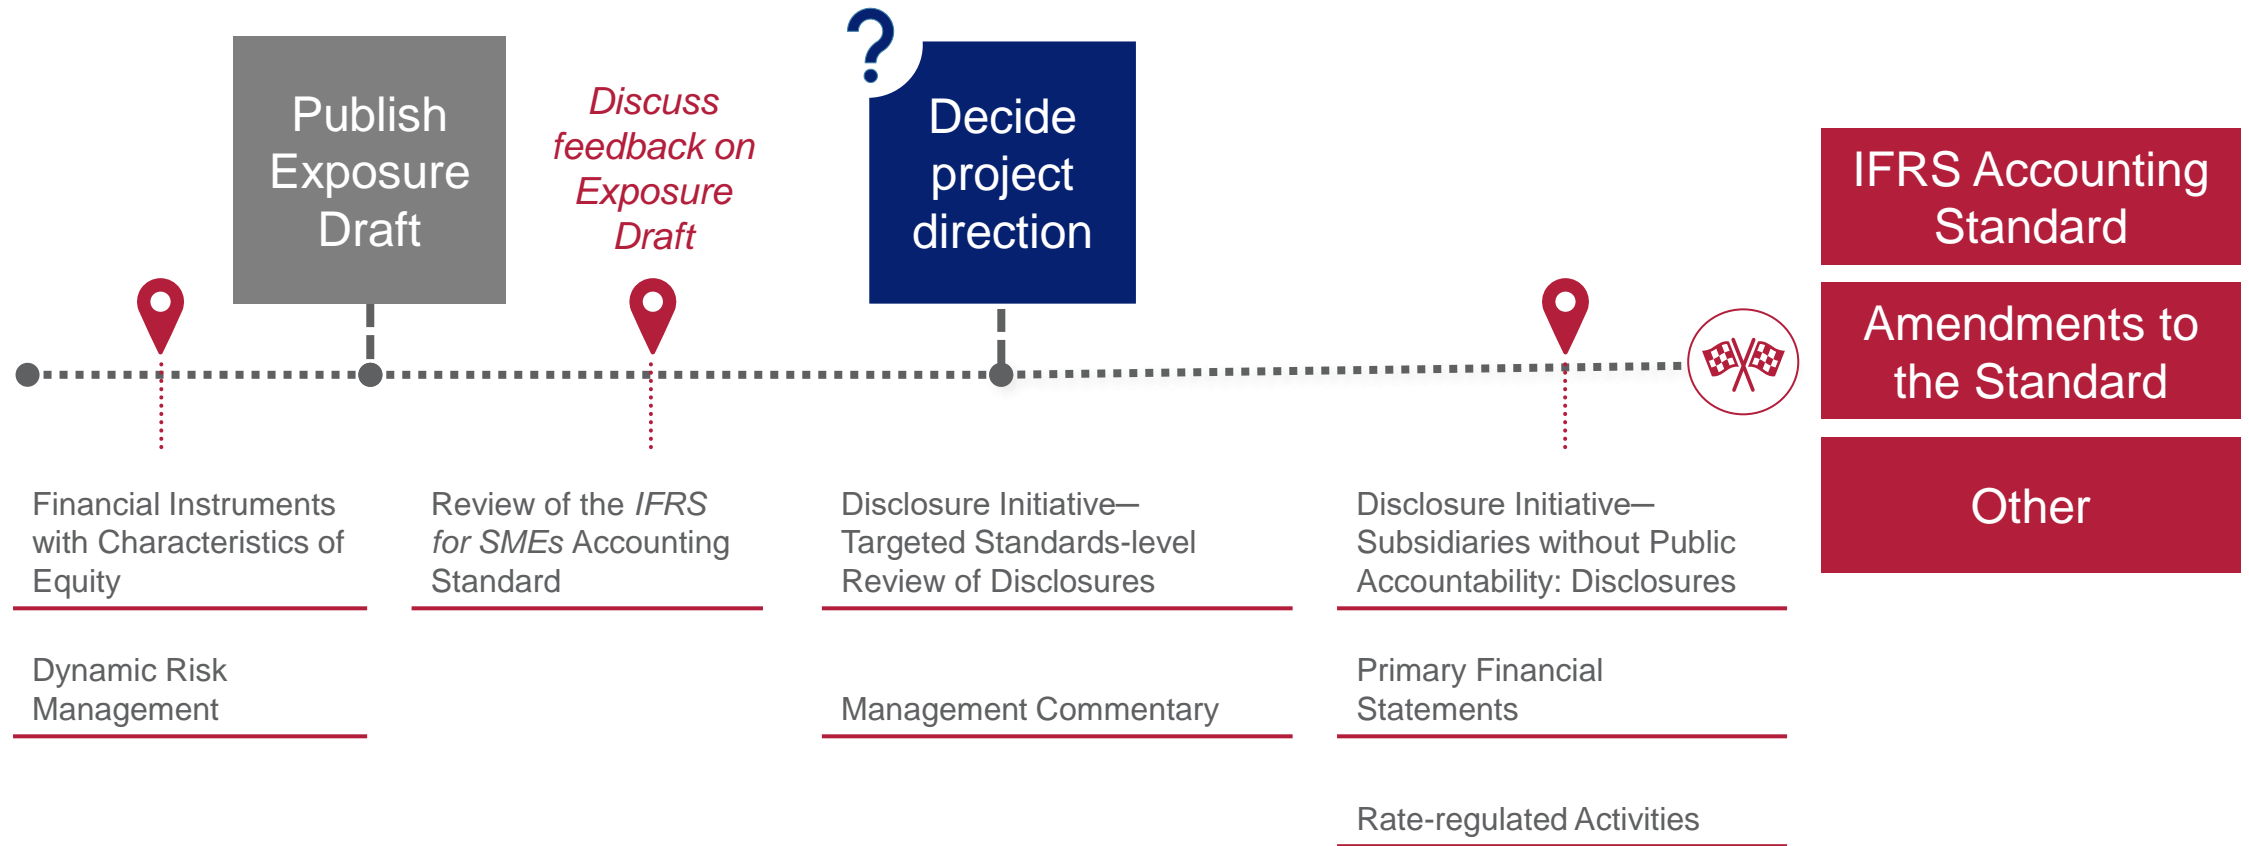 Publish
Exposure
Draft
Discuss
feedback on
Exposure
Draft
?
Decide
project
direction
IFRS Accounting
Standard
Amendments to
the Standard
Other
Financial Instruments
with Characteristics of
Equity
Dynamic Risk
Management
Review of the IFRS
for SMEs Accounting
Standard
Disclosure Initiative—
Targeted Standards-level
Review of Disclosures
Management Commentary
Disclosure Initiative—
Subsidiaries without Public
Accountability: Disclosures
Primary Financial
Statements
Rate-regulated Activities